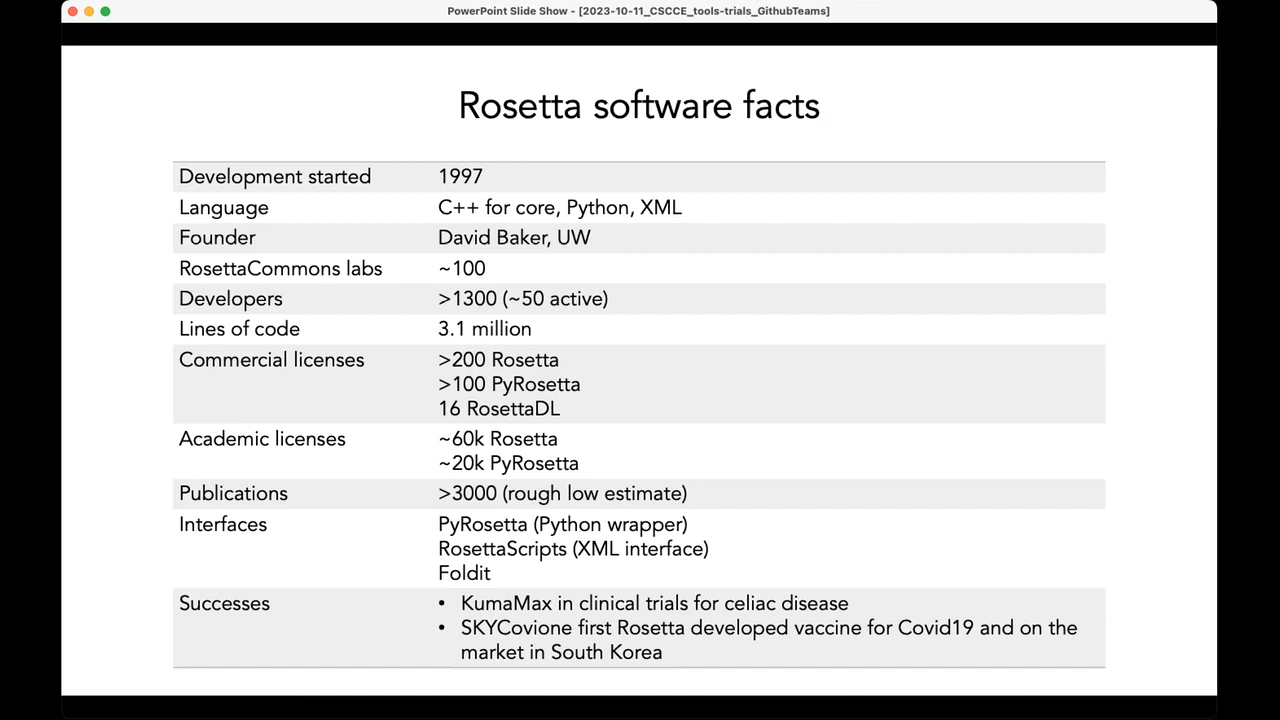 PowerPoint Slide Show - [2023-10-11_CSCCE_tools-trials_GithubTeams]
Rosetta software facts
Development started 1997
Language C++ for core, Python, XML
Founder David Baker, UW
RosettaCommons labs ~100
Developers >1300 (~50 active)
Lines of code 3.1 million
Commercial licenses >200 Rosetta
>100 PyRosetta
16 RosettaDL
Academic licenses ~60k Rosetta
~20k PyRosetta
Publications >3000 (rough low estimate)
Interfaces PyRosetta (Python wrapper)
RosettaScripts (XML interface)
Foldit
Successes • KumaMax in clinical trials for celiac disease
• SKYCovione first Rosetta developed vaccine for Covid19 and on the
market in South Korea